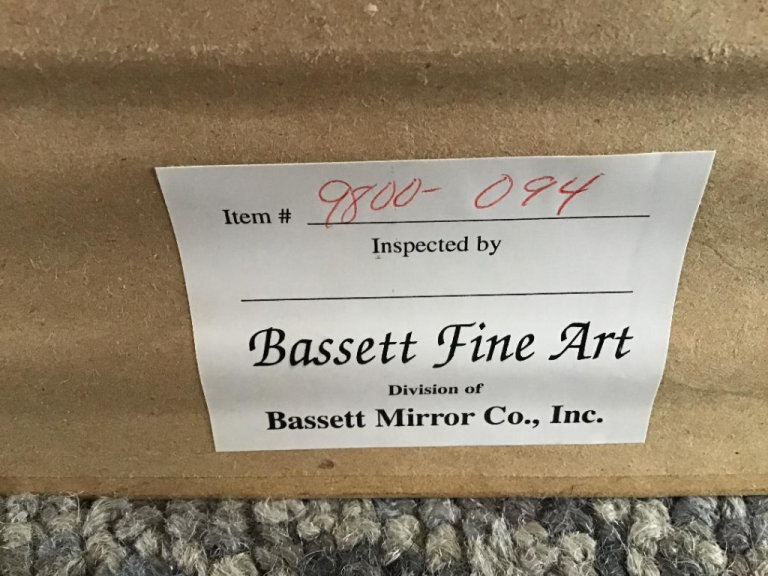 Item # 9800- 094
Inspected by
Bassett Fine Art
Division of
Bassett Mirror Co., Inc.